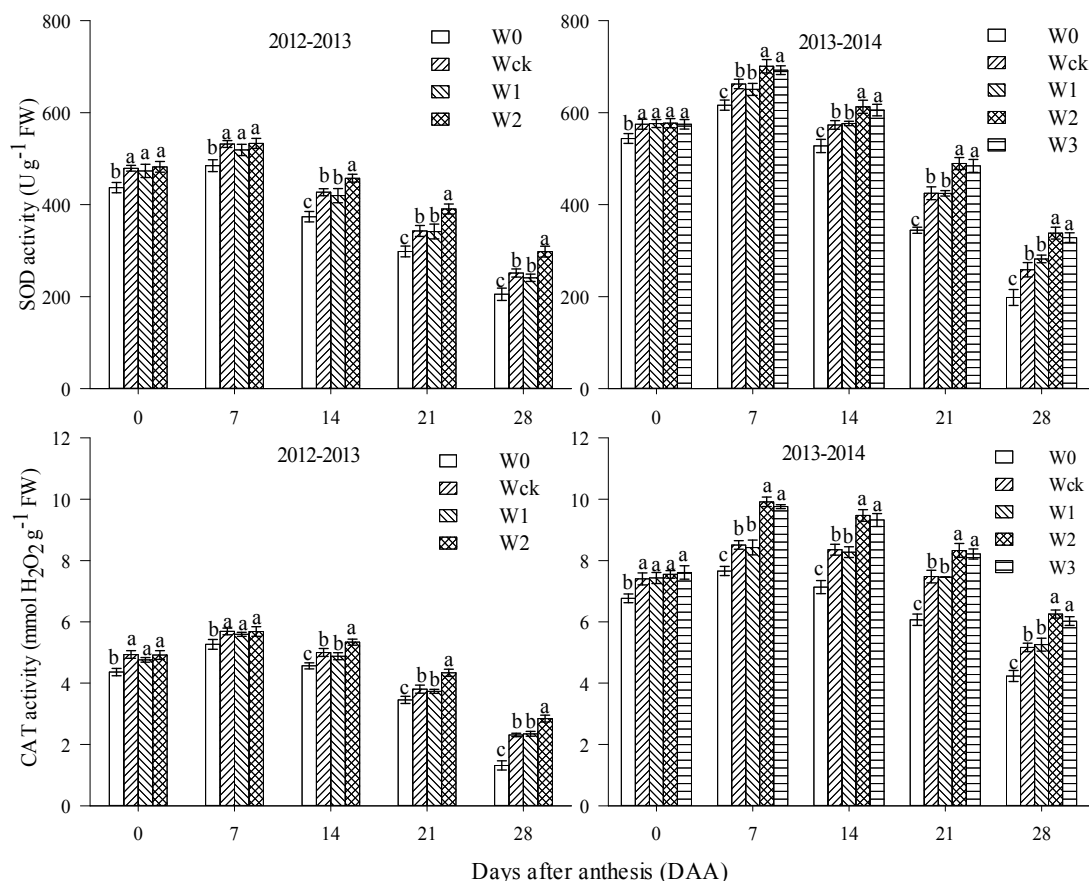 2012-2013
W0
Wck
W1
W2
SOD activity (U g⁻¹ FW)
800
600
400
200
0
b a a a
b a a a
c b b a
c b b a
c b b a
0 7 14 21 28
2013-2014
W0
Wck
W1
W2
W3
800
600
400
200
0
b a a a a
c b b a a
c b b a a
c b b a a
c b b a a
0 7 14 21 28
2012-2013
W0
Wck
W1
W2
CAT activity (mmol H₂O₂ g⁻¹ FW)
12
10
8
6
4
2
0
b a a a
b a a a
c b b a
c b b a
c b b a
0 7 14 21 28
2013-2014
W0
Wck
W1
W2
W3
12
10
8
6
4
2
0
b a a a a
c b b a a
c b b a a
c b b a a
c b b a a
0 7 14 21 28
Days after anthesis (DAA)